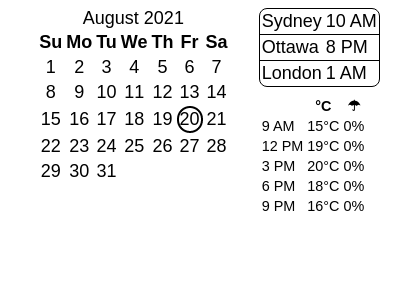 August 2021
Su Mo Tu We Th Fr Sa
1 2 3 4 5 6 7
8 9 10 11 12 13 14
15 16 17 18 19 20 21
22 23 24 25 26 27 28
29 30 31
Sydney 10 AM
Ottawa 8 PM
London 1 AM
°C ☂
9 AM 15°C 0%
12 PM 19°C 0%
3 PM 20°C 0%
6 PM 18°C 0%
9 PM 16°C 0%